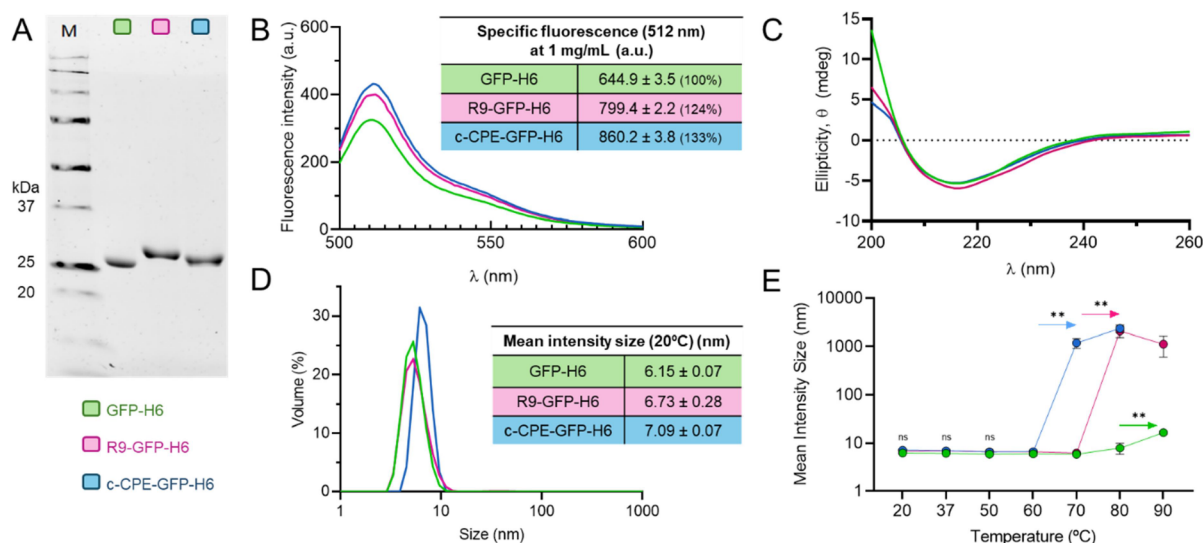 A
M
kDa
37
25
20
GFP-H6
R9-GFP-H6
c-CPE-GFP-H6
B
Fluorescence intensity (a.u.)
600
400
200
0
500
550
600
λ (nm)
Specific fluorescence (512 nm)
at 1 mg/mL (a.u.)
GFP-H6 644.9 ± 3.5 (100%)
R9-GFP-H6 799.4 ± 2.2 (124%)
c-CPE-GFP-H6 860.2 ± 3.8 (133%)
C
Ellipticity, θ (mdeg)
15
10
5
0
-5
-10
200
220
240
260
λ (nm)
D
Volume (%)
30
20
10
0
1
10
100
1000
Size (nm)
Mean intensity size (20ºC) (nm)
GFP-H6 6.15 ± 0.07
R9-GFP-H6 6.73 ± 0.28
c-CPE-GFP-H6 7.09 ± 0.07
E
Mean Intensity Size (nm)
10000
1000
100
10
1
ns
ns
ns
**
**
**
20
37
50
60
70
80
90
Temperature (ºC)